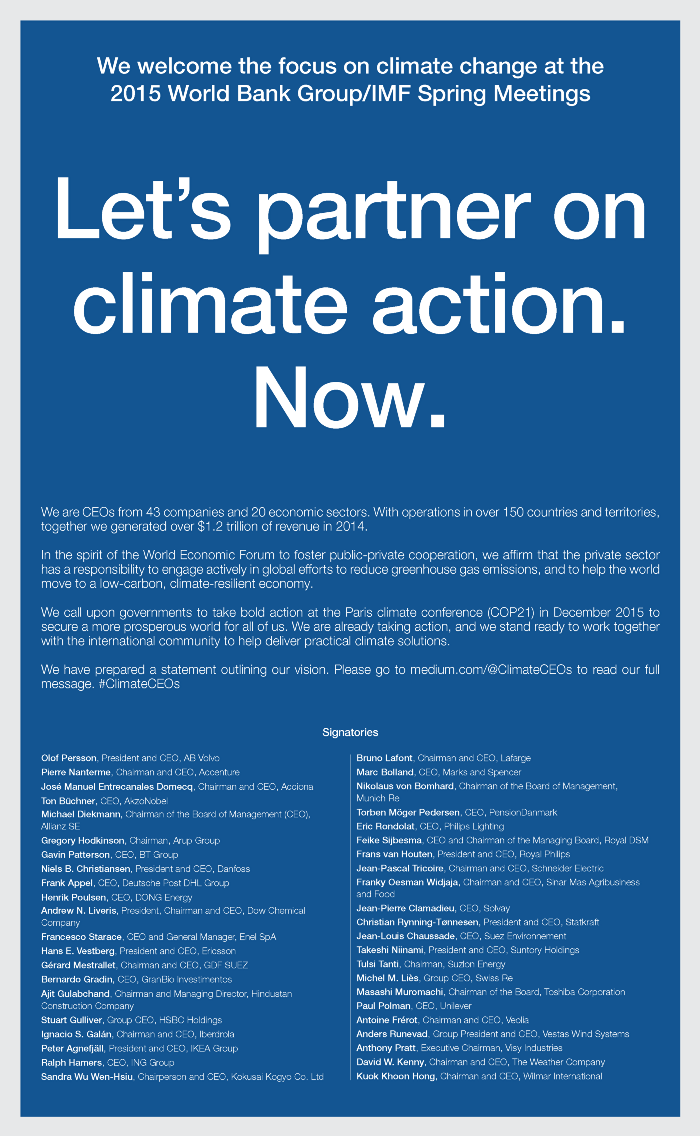 We welcome the focus on climate change at the
2015 World Bank Group/IMF Spring Meetings
Let's partner on
climate action.
Now.
We are CEOs from 43 companies and 20 economic sectors. With operations in over 150 countries and territories,
together we generated over $1.2 trillion of revenue in 2014.
In the spirit of the World Economic Forum to foster public-private cooperation, we affirm that the private sector
has a responsibility to engage actively in global efforts to reduce greenhouse gas emissions, and to help the world
move to a low-carbon, climate-resilient economy.
We call upon governments to take bold action at the Paris climate conference (COP21) in December 2015 to
secure a more prosperous world for all of us. We are already taking action, and we stand ready to work together
with the international community to help deliver practical climate solutions.
We have prepared a statement outlining our vision. Please go to medium.com/@ClimateCEOs to read our full
message. #ClimateCEOs
Signatories
Olof Persson, President and CEO, AB Volvo
Pierre Nanterme, Chairman and CEO, Accenture
José Manuel Entrecanales Domecq, Chairman and CEO, Acciona
Ton Büchner, CEO, AkzoNobel
Michael Diekmann, Chairman of the Board of Management (CEO),
Allianz SE
Gregory Hodkinson, Chairman, Arup Group
Gavin Patterson, CEO, BT Group
Niels B. Christiansen, President and CEO, Danfoss
Frank Appel, CEO, Deutsche Post DHL Group
Henrik Poulsen, CEO, DONG Energy
Andrew N. Liveris, President, Chairman and CEO, Dow Chemical
Company
Francesco Starace, CEO and General Manager, Enel SpA
Hans E. Vestberg, President and CEO, Ericsson
Gérard Mestrallet, Chairman and CEO, GDF SUEZ
Bernardo Gradin, CEO, GranBio Investimentos
Ajit Gulabchand, Chairman and Managing Director, Hindustan
Construction Company
Stuart Gulliver, Group CEO, HSBC Holdings
Ignacio S. Galán, Chairman and CEO, Iberdrola
Peter Agnefjäll, President and CEO, IKEA Group
Ralph Hamers, CEO, ING Group
Sandra Wu Wen-Hsiu, Chairperson and CEO, Kokusai Kogyo Co. Ltd
Bruno Lafont, Chairman and CEO, Lafarge
Marc Bolland, CEO, Marks and Spencer
Nikolaus von Bomhard, Chairman of the Board of Management,
Munich Re
Torben Möger Pedersen, CEO, PensionDanmark
Eric Rondolat, CEO, Philips Lighting
Feike Sijbesma, CEO and Chairman of the Managing Board, Royal DSM
Frans van Houten, President and CEO, Royal Philips
Jean-Pascal Tricoire, Chairman and CEO, Schneider Electric
Franky Oesman Widjaja, Chairman and CEO, Sinar Mas Agribusiness
and Food
Jean-Pierre Clamadieu, CEO, Solvay
Christian Rynning-Tønnesen, President and CEO, Statkraft
Jean-Louis Chaussade, CEO, Suez Environnement
Takeshi Niinami, President and CEO, Suntory Holdings
Tulsi Tanti, Chairman, Suzlon Energy
Michel M. Liès, Group CEO, Swiss Re
Masashi Muromachi, Chairman of the Board, Toshiba Corporation
Paul Polman, CEO, Unilever
Antoine Frérot, Chairman and CEO, Veolia
Anders Runevad, Group President and CEO, Vestas Wind Systems
Anthony Pratt, Executive Chairman, Visy Industries
David W. Kenny, Chairman and CEO, The Weather Company
Kuok Khoon Hong, Chairman and CEO, Wilmar International